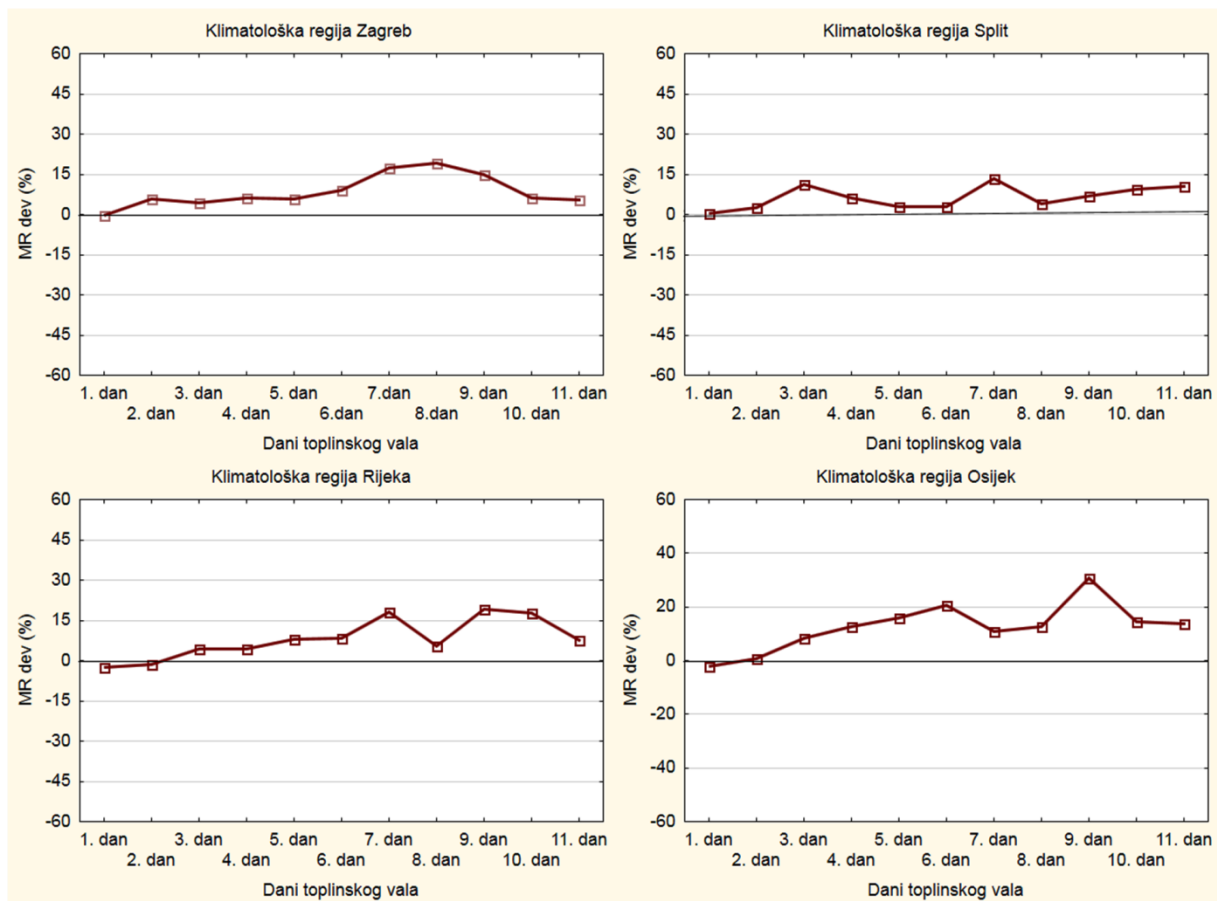 Klimatološka regija Zagreb
60
45
30
15
0
-15
-30
-45
-60
MR dev (%)
1. dan 3. dan 5. dan 7.dan 9. dan 11. dan
2. dan 4. dan 6.dan 8.dan 10. dan
Dani toplinskog vala
Klimatološka regija Split
60
45
30
15
0
-15
-30
-45
-60
MR dev (%)
1. dan 3. dan 5. dan 7.dan 9. dan 11. dan
2. dan 4. dan 6. dan 8. dan 10. dan
Dani toplinskog vala
Klimatološka regija Rijeka
60
45
30
15
0
-15
-30
-45
-60
MR dev (%)
1. dan 3. dan 5. dan 7.dan 9. dan 11. dan
2. dan 4. dan 6. dan 8. dan 10. dan
Dani toplinskog vala
Klimatološka regija Osijek
60
40
20
0
-20
-40
-60
MR dev (%)
1. dan 3. dan 5. dan 7.dan 9. dan 11. dan
2. dan 4. dan 6. dan 8. dan 10. dan
Dani toplinskog vala